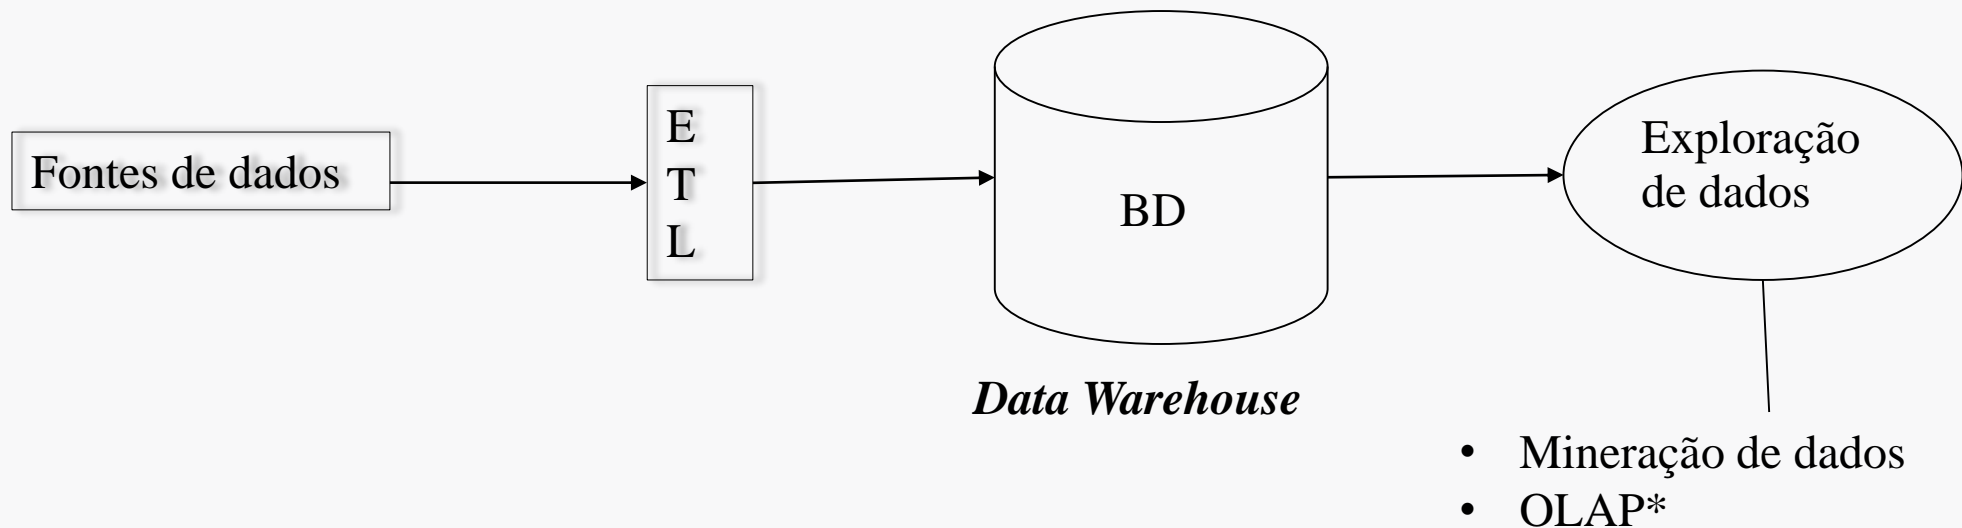 Fontes de dados
E
T
L
BD
Exploração
de dados
Data Warehouse
• Mineração de dados
• OLAP*